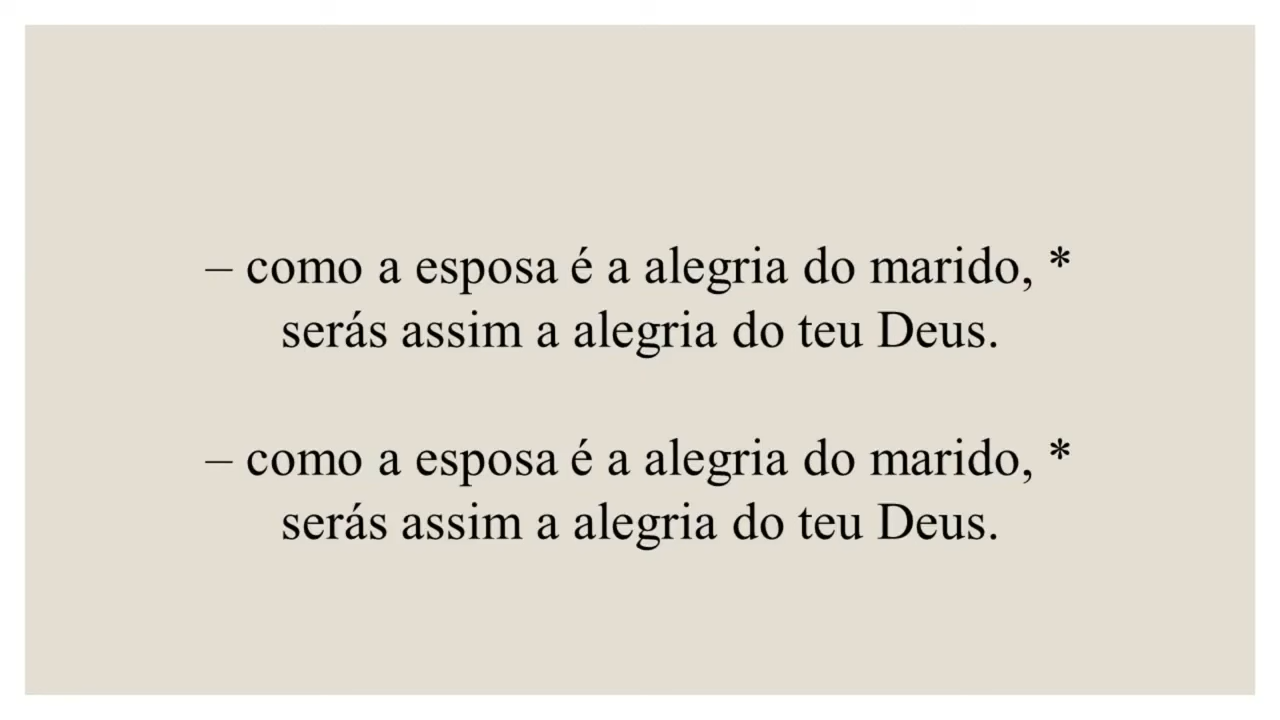 – como a esposa é a alegria do marido, *
serás assim a alegria do teu Deus.
– como a esposa é a alegria do marido, *
serás assim a alegria do teu Deus.